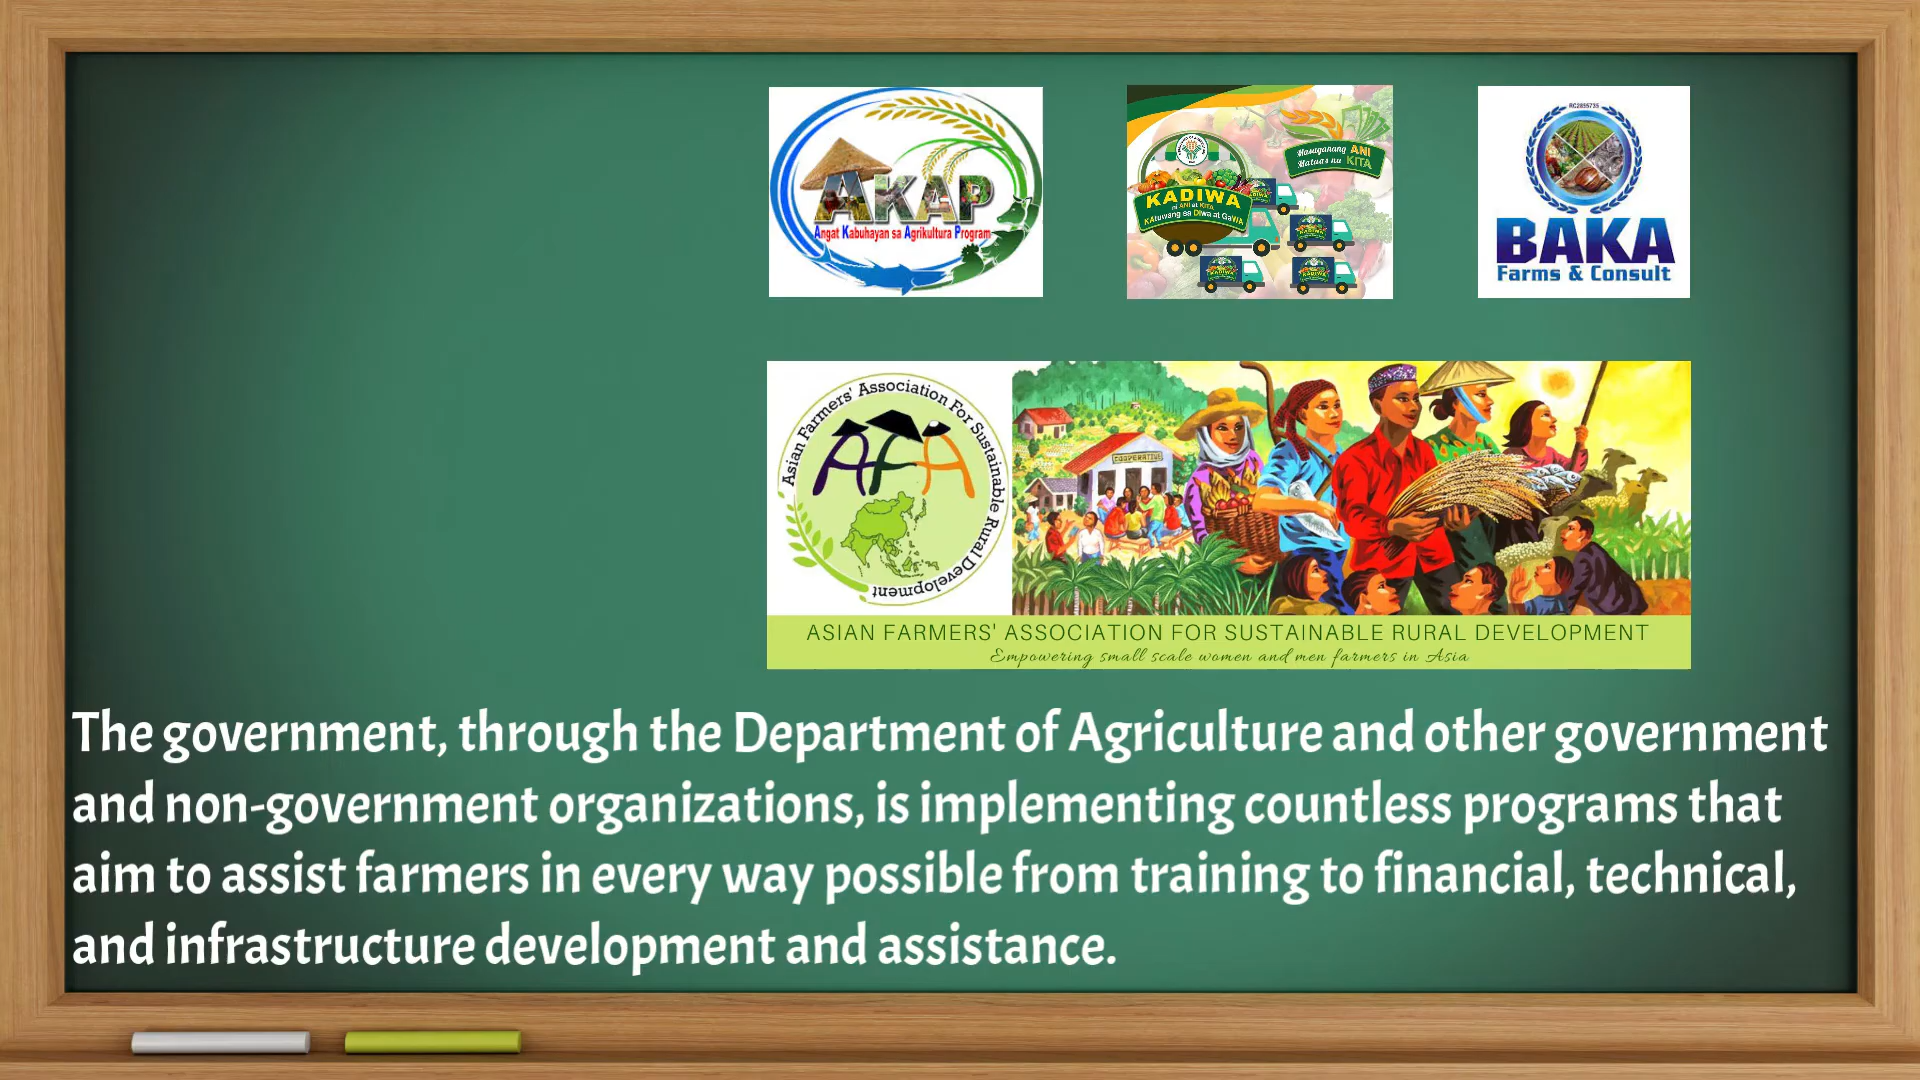 AKAP
Angat Kabuhayan sa Agrikultura Program
Masaganang ANI
Mataas na KITA
KADIWA
ni ANI at KITA
KAtuwang sa DIwa at GaWA
RC2855735
BAKA
Farms & Consult
Asian Farmers' Association For Sustainable Rural Development
AFA
COOPERATIVE
ASIAN FARMERS' ASSOCIATION FOR SUSTAINABLE RURAL DEVELOPMENT
Empowering small scale women and men farmers in Asia
The government, through the Department of Agriculture and other government
and non-government organizations, is implementing countless programs that
aim to assist farmers in every way possible from training to financial, technical,
and infrastructure development and assistance.